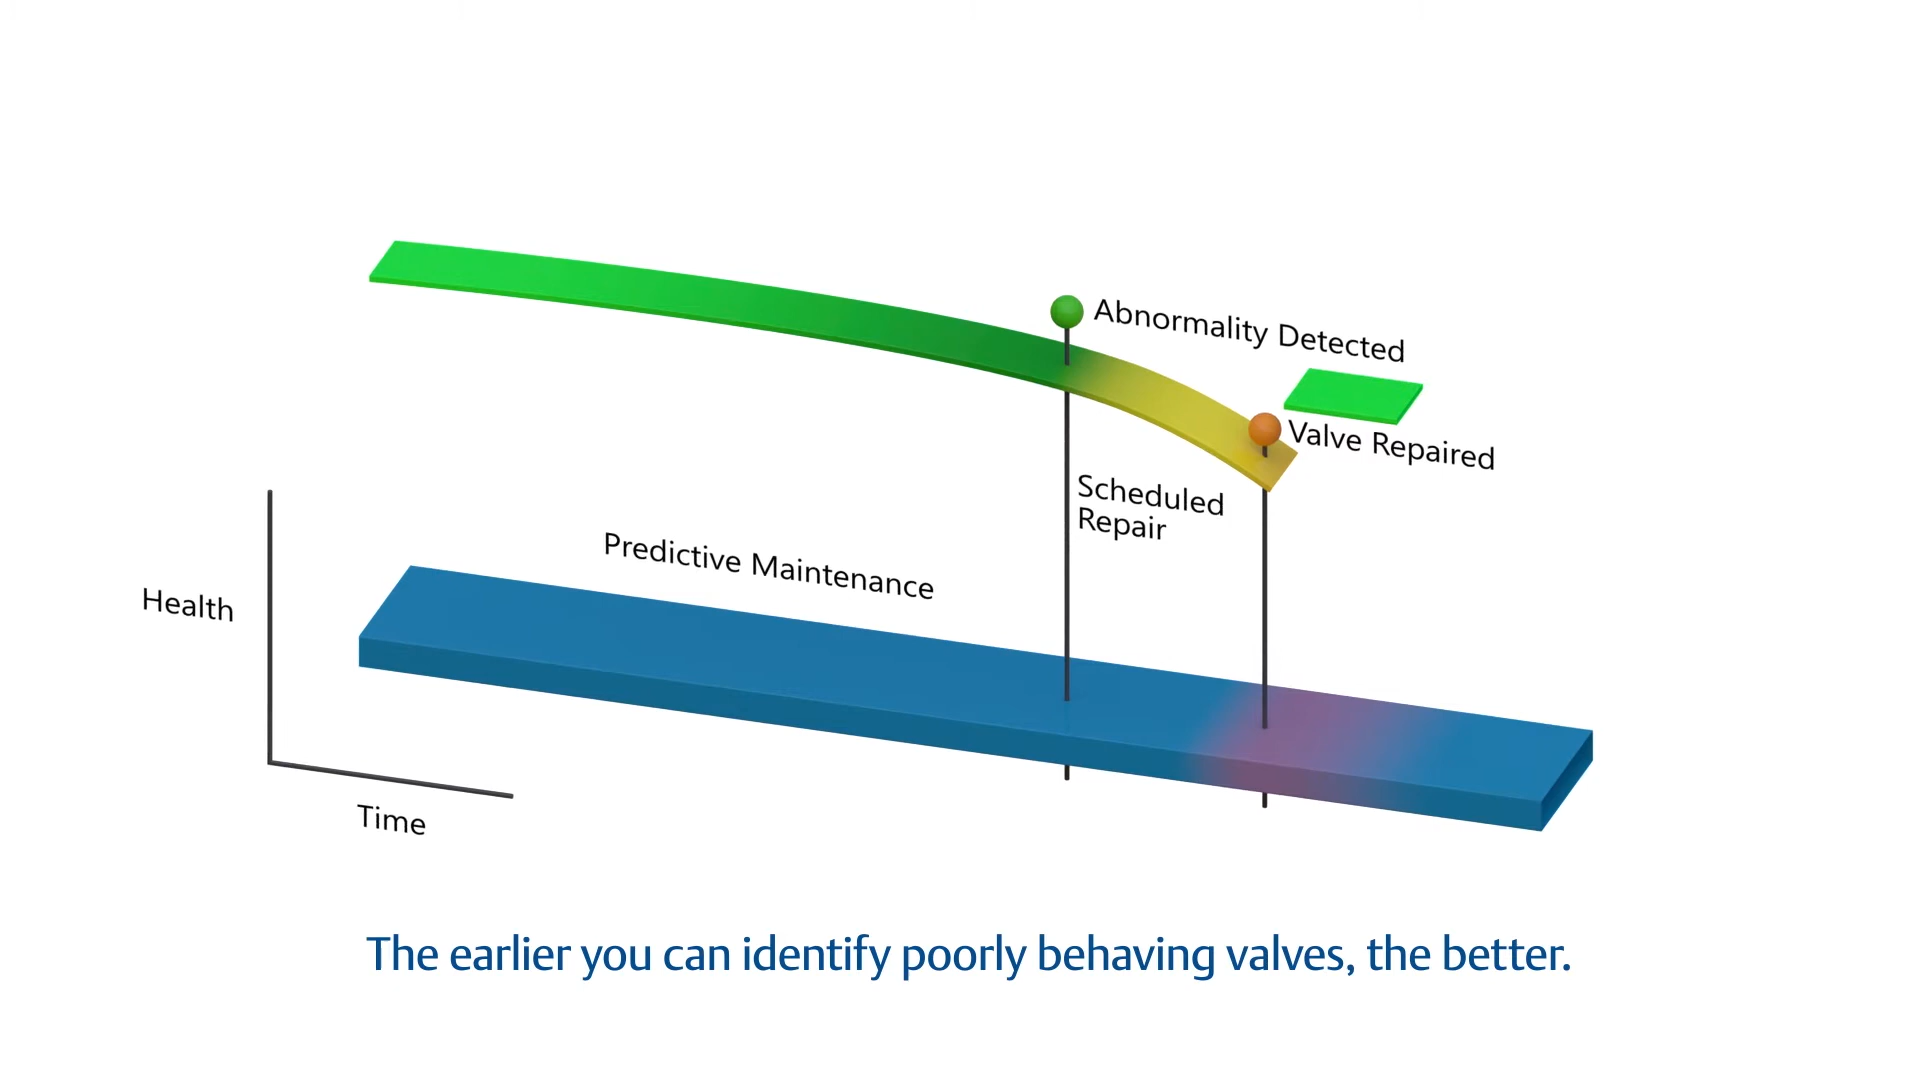 Abnormality Detected
Valve Repaired
Scheduled
Repair
Predictive Maintenance
Health
Time
The earlier you can identify poorly behaving valves, the better.